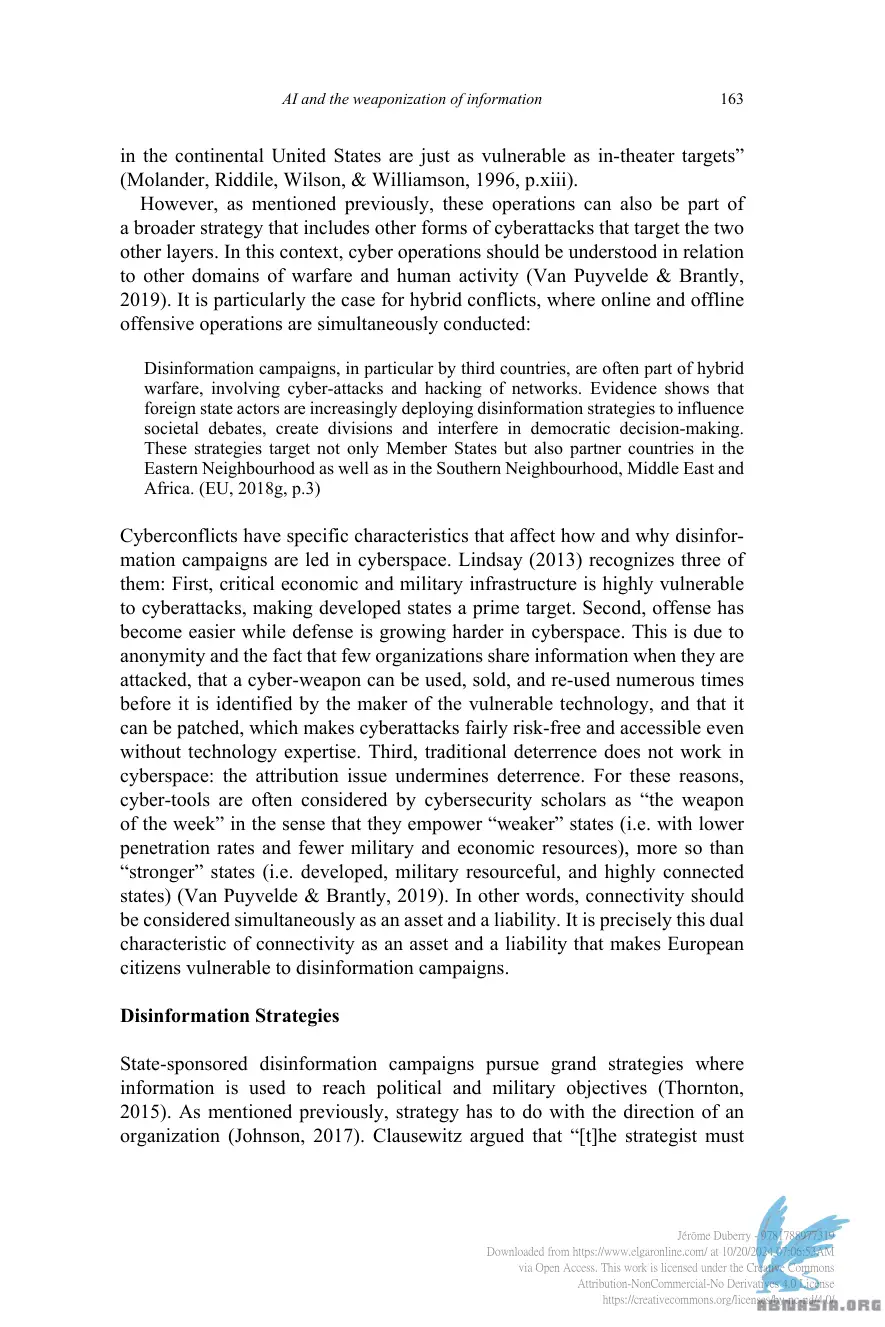 AI and the weaponization of information 163
in the continental United States are just as vulnerable as in-theater targets”
(Molander, Riddile, Wilson, & Williamson, 1996, p.xiii).
However, as mentioned previously, these operations can also be part of
a broader strategy that includes other forms of cyberattacks that target the two
other layers. In this context, cyber operations should be understood in relation
to other domains of warfare and human activity (Van Puyvelde & Brantly,
2019). It is particularly the case for hybrid conflicts, where online and offline
offensive operations are simultaneously conducted:
Disinformation campaigns, in particular by third countries, are often part of hybrid
warfare, involving cyber-attacks and hacking of networks. Evidence shows that
foreign state actors are increasingly deploying disinformation strategies to influence
societal debates, create divisions and interfere in democratic decision-making.
These strategies target not only Member States but also partner countries in the
Eastern Neighbourhood as well as in the Southern Neighbourhood, Middle East and
Africa. (EU, 2018g, p.3)
Cyberconflicts have specific characteristics that affect how and why disinfor-
mation campaigns are led in cyberspace. Lindsay (2013) recognizes three of
them: First, critical economic and military infrastructure is highly vulnerable
to cyberattacks, making developed states a prime target. Second, offense has
become easier while defense is growing harder in cyberspace. This is due to
anonymity and the fact that few organizations share information when they are
attacked, that a cyber-weapon can be used, sold, and re-used numerous times
before it is identified by the maker of the vulnerable technology, and that it
can be patched, which makes cyberattacks fairly risk-free and accessible even
without technology expertise. Third, traditional deterrence does not work in
cyberspace: the attribution issue undermines deterrence. For these reasons,
cyber-tools are often considered by cybersecurity scholars as “the weapon
of the week” in the sense that they empower “weaker” states (i.e. with lower
penetration rates and fewer military and economic resources), more so than
“stronger” states (i.e. developed, military resourceful, and highly connected
states) (Van Puyvelde & Brantly, 2019). In other words, connectivity should
be considered simultaneously as an asset and a liability. It is precisely this dual
characteristic of connectivity as an asset and a liability that makes European
citizens vulnerable to disinformation campaigns.
Disinformation Strategies
State-sponsored disinformation campaigns pursue grand strategies where
information is used to reach political and military objectives (Thornton,
2015). As mentioned previously, strategy has to do with the direction of an
organization (Johnson, 2017). Clausewitz argued that “[t]he strategist must
Jérôme Duberry - 9781788977319
Downloaded from https://www.elgaronline.com/ at 10/20/2024 07:06:52AM
via Open Access. This work is licensed under the Creative Commons
Attribution-NonCommercial-No Derivatives 4.0 License
https://creativecommons.org/licenses/by-nc-nd/4.0/
ABTWASIA.ORG